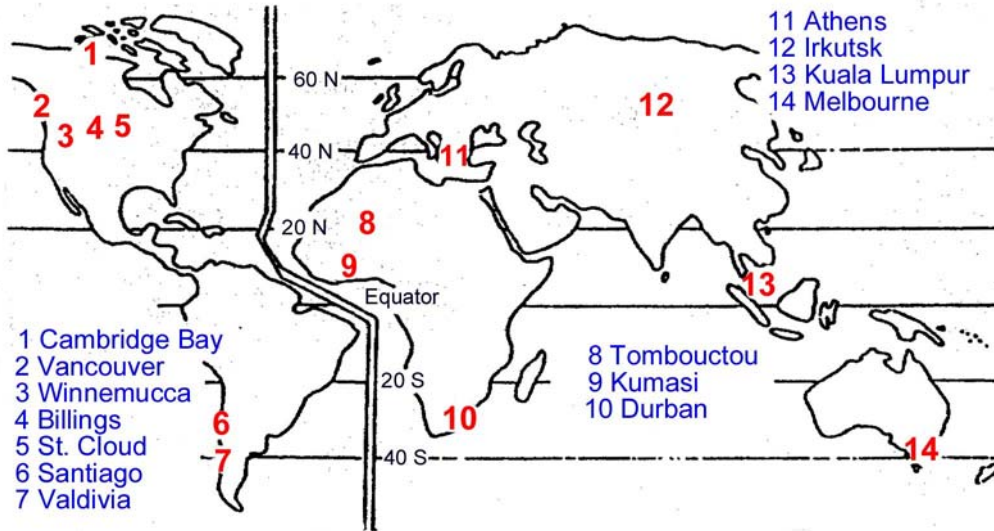 11 Athens
12 Irkutsk
13 Kuala Lumpur
14 Melbourne
1
60 N
2
3
4
5
12
40 N
11
8
20 N
9
Equator
13
1 Cambridge Bay
2 Vancouver
3 Winnemucca
4 Billings
5 St. Cloud
6 Santiago
7 Valdivia
8 Tombouctou
9 Kumasi
10 Durban
20 S
6
10
7
40 S
14